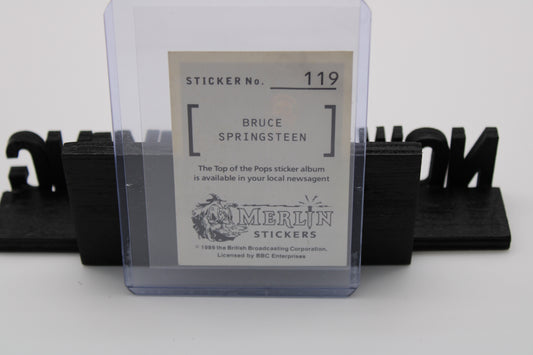 STICKER No. 119
BRUCE
SPRINGSTEEN
The Top of the Pops sticker album
is available in your local newsagent
MERLIN
STICKERS
© 1989 the British Broadcasting Corporation.
Licensed by BBC Enterprises